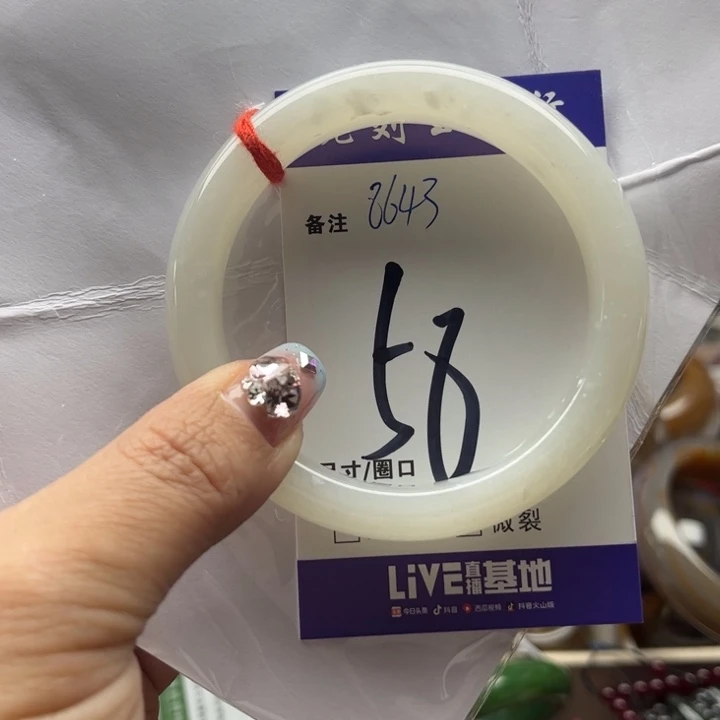 备注 8643
58
寸/圈口
微裂
LiVE直播基地
今日头条 抖音 西瓜视频 抖音火山版